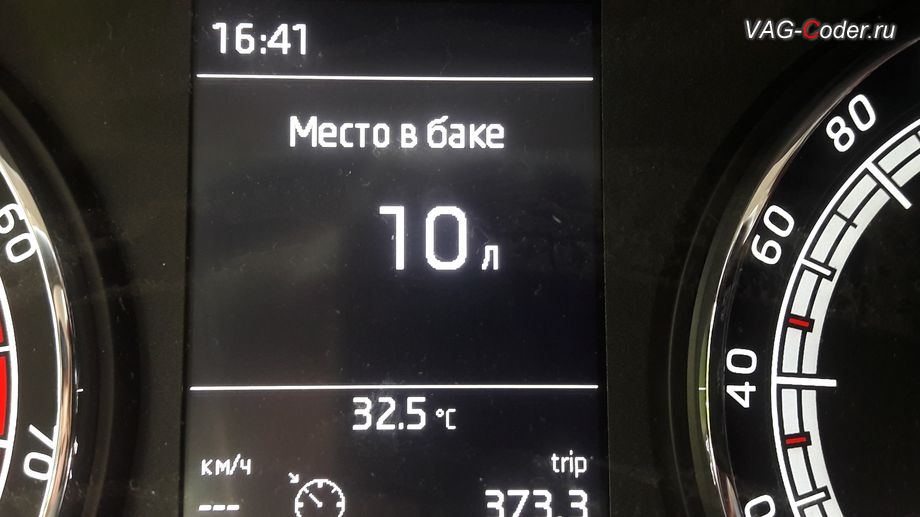 VAG-Coder.ru
16:41
Место в баке
10 л
32.5 °C
км/ч
trip
---
373.3
60
70
80
60
40